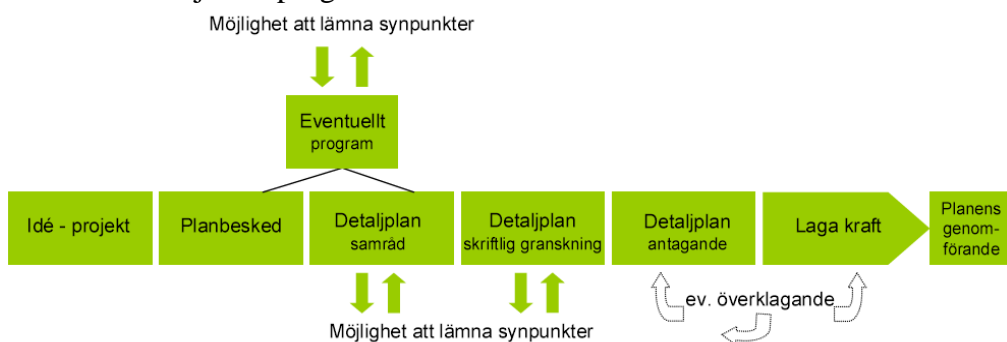 Möjlighet att lämna synpunkter
Eventuellt
program
Idé - projekt
Planbesked
Detaljplan
samråd
Detaljplan
skriftlig granskning
Detaljplan
antagande
Laga kraft
Planens
genom-
förande
ev. överklagande
Möjlighet att lämna synpunkter